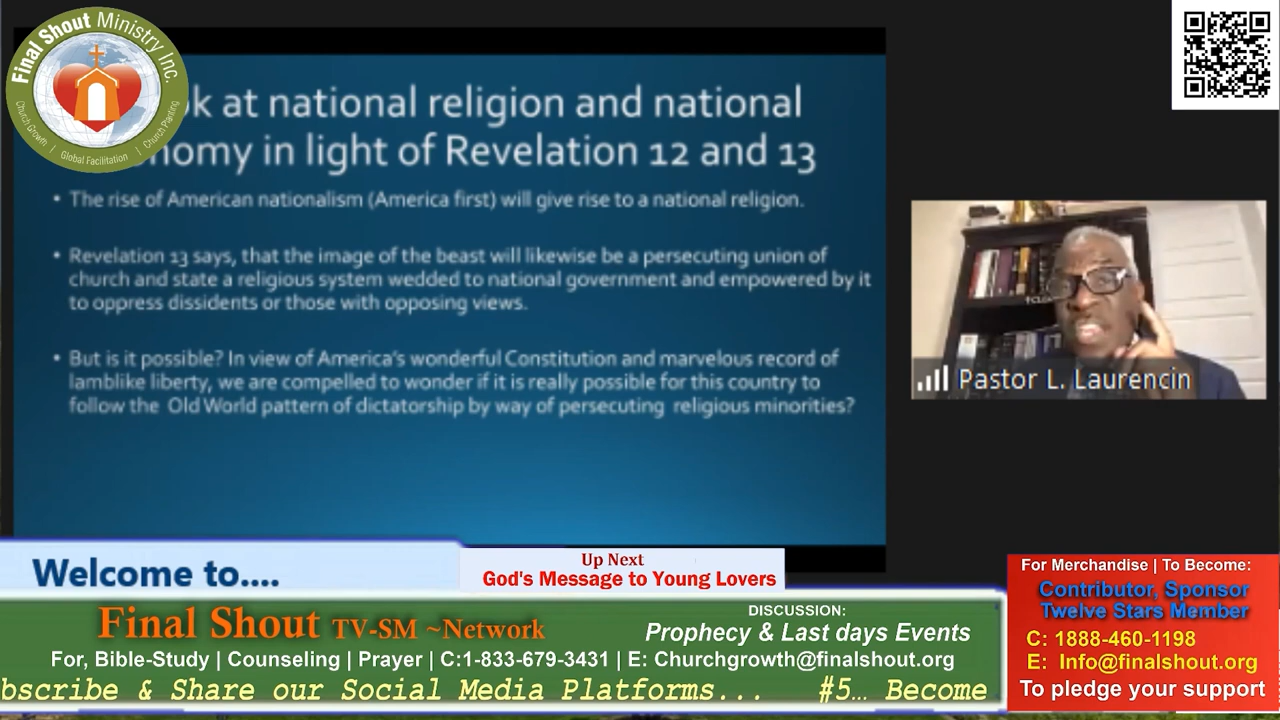 Final Shout Ministry Inc.
Church Growth | Global Facilitation | Church Planting
ok at national religion and national
nomy in light of Revelation 12 and 13
• The rise of American nationalism (America first) will give rise to a national religion.
• Revelation 13 says, that the image of the beast will likewise be a persecuting union of
church and state a religious system wedded to national government and empowered by it
to oppress dissidents or those with opposing views.
• But is it possible? In view of America's wonderful Constitution and marvelous record of
lamblike liberty, we are compelled to wonder if it is really possible for this country to
follow the Old World pattern of dictatorship by way of persecuting religious minorities?
Pastor L. Laurencin
Welcome to....
Up Next
God's Message to Young Lovers
Final Shout TV-SM ~Network
DISCUSSION:
Prophecy & Last days Events
For, Bible-Study | Counseling | Prayer | C:1-833-679-3431 | E: Churchgrowth@finalshout.org
bscribe & Share our Social Media Platforms... #5… Become
For Merchandise | To Become:
Contributor, Sponsor
Twelve Stars Member
C: 1888-460-1198
E: Info@finalshout.org
To pledge your support